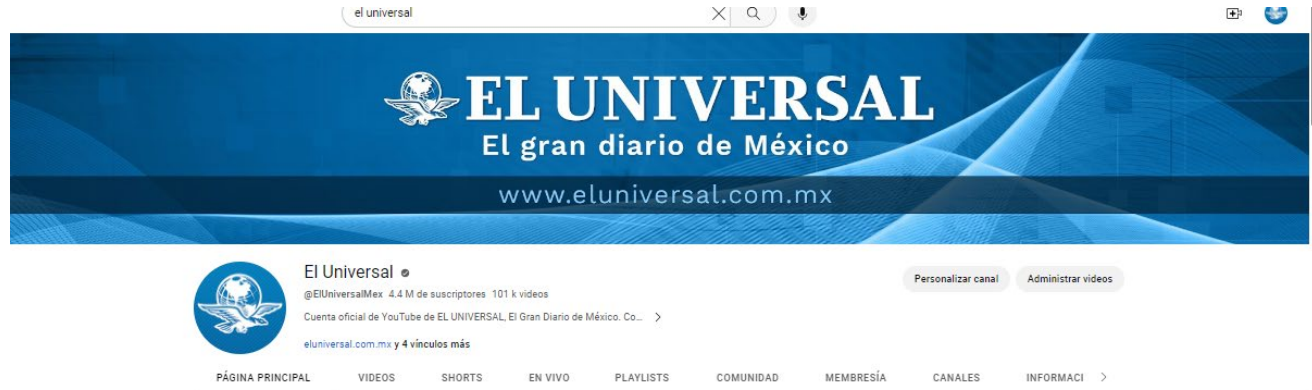 el universal
EL UNIVERSAL
El gran diario de México
www.eluniversal.com.mx
El Universal
@ElUniversalMex 4.4 M de suscriptores 101 k videos
Cuenta oficial de YouTube de EL UNIVERSAL, El Gran Diario de México. Co...
eluniversal.com.mx y 4 vínculos más
Personalizar canal Administrar videos
PÁGINA PRINCIPAL VIDEOS SHORTS EN VIVO PLAYLISTS COMUNIDAD MEMBRESÍA CANALES INFORMACI